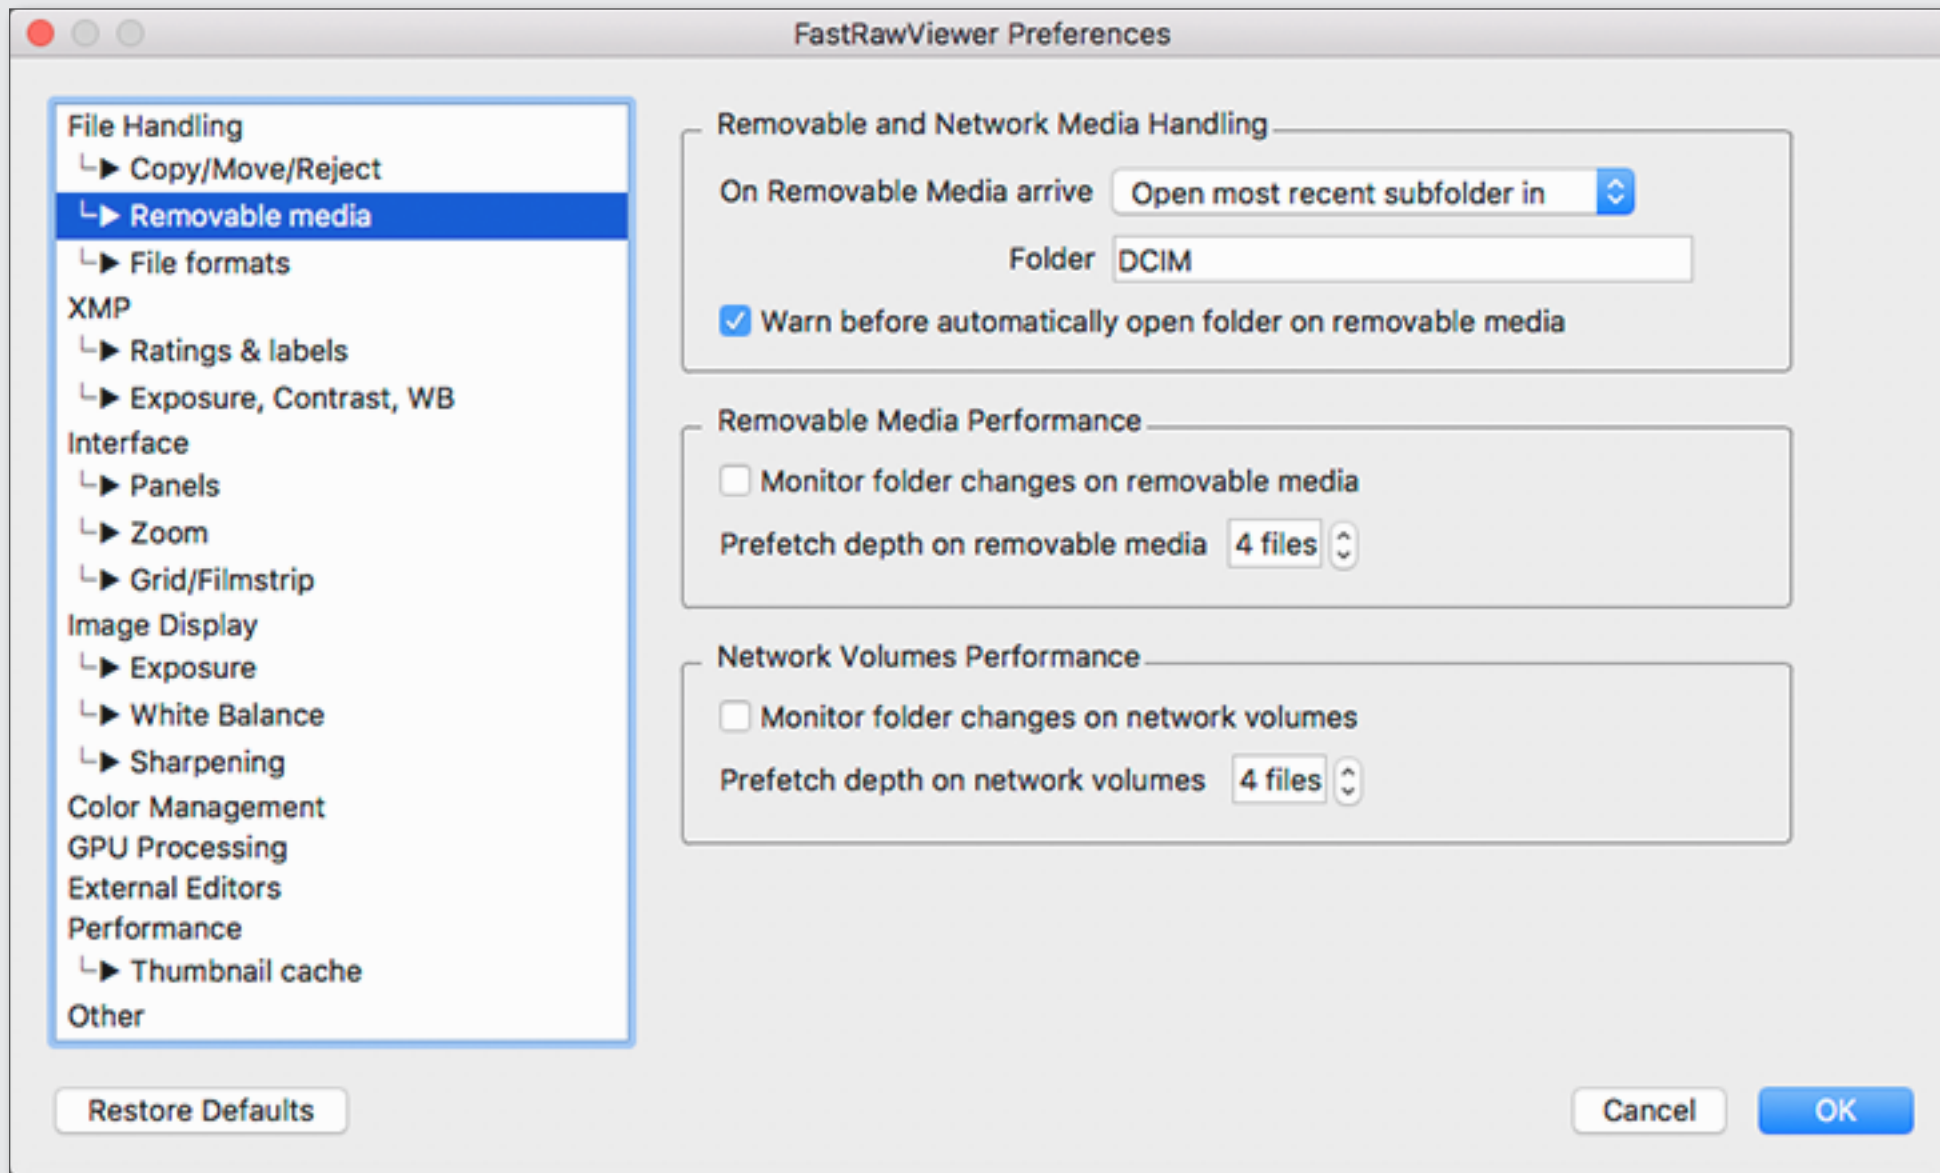 FastRawViewer Preferences
File Handling
Copy/Move/Reject
Removable media
File formats
XMP
Ratings & labels
Exposure, Contrast, WB
Interface
Panels
Zoom
Grid/Filmstrip
Image Display
Exposure
White Balance
Sharpening
Color Management
GPU Processing
External Editors
Performance
Thumbnail cache
Other
Removable and Network Media Handling
On Removable Media arrive Open most recent subfolder in
Folder DCIM
Warn before automatically open folder on removable media
Removable Media Performance
Monitor folder changes on removable media
Prefetch depth on removable media 4 files
Network Volumes Performance
Monitor folder changes on network volumes
Prefetch depth on network volumes 4 files
Restore Defaults Cancel OK